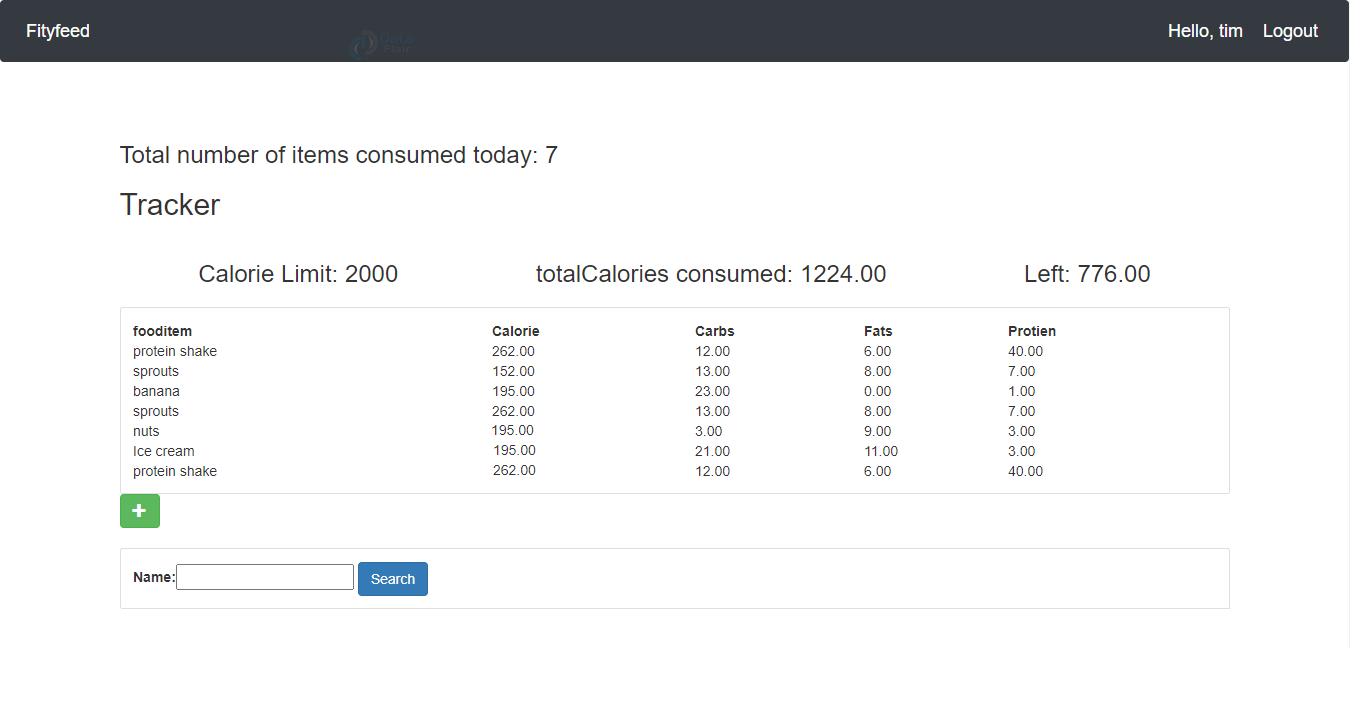 Fityfeed Hello, tim Logout
Data
Flair
Total number of items consumed today: 7
Tracker
Calorie Limit: 2000 totalCalories consumed: 1224.00 Left: 776.00
fooditem Calorie Carbs Fats Protien
protein shake 262.00 12.00 6.00 40.00
sprouts 152.00 13.00 8.00 7.00
banana 195.00 23.00 0.00 1.00
sprouts 262.00 13.00 8.00 7.00
nuts 195.00 3.00 9.00 3.00
Ice cream 195.00 21.00 11.00 3.00
protein shake 262.00 12.00 6.00 40.00
Name: Search